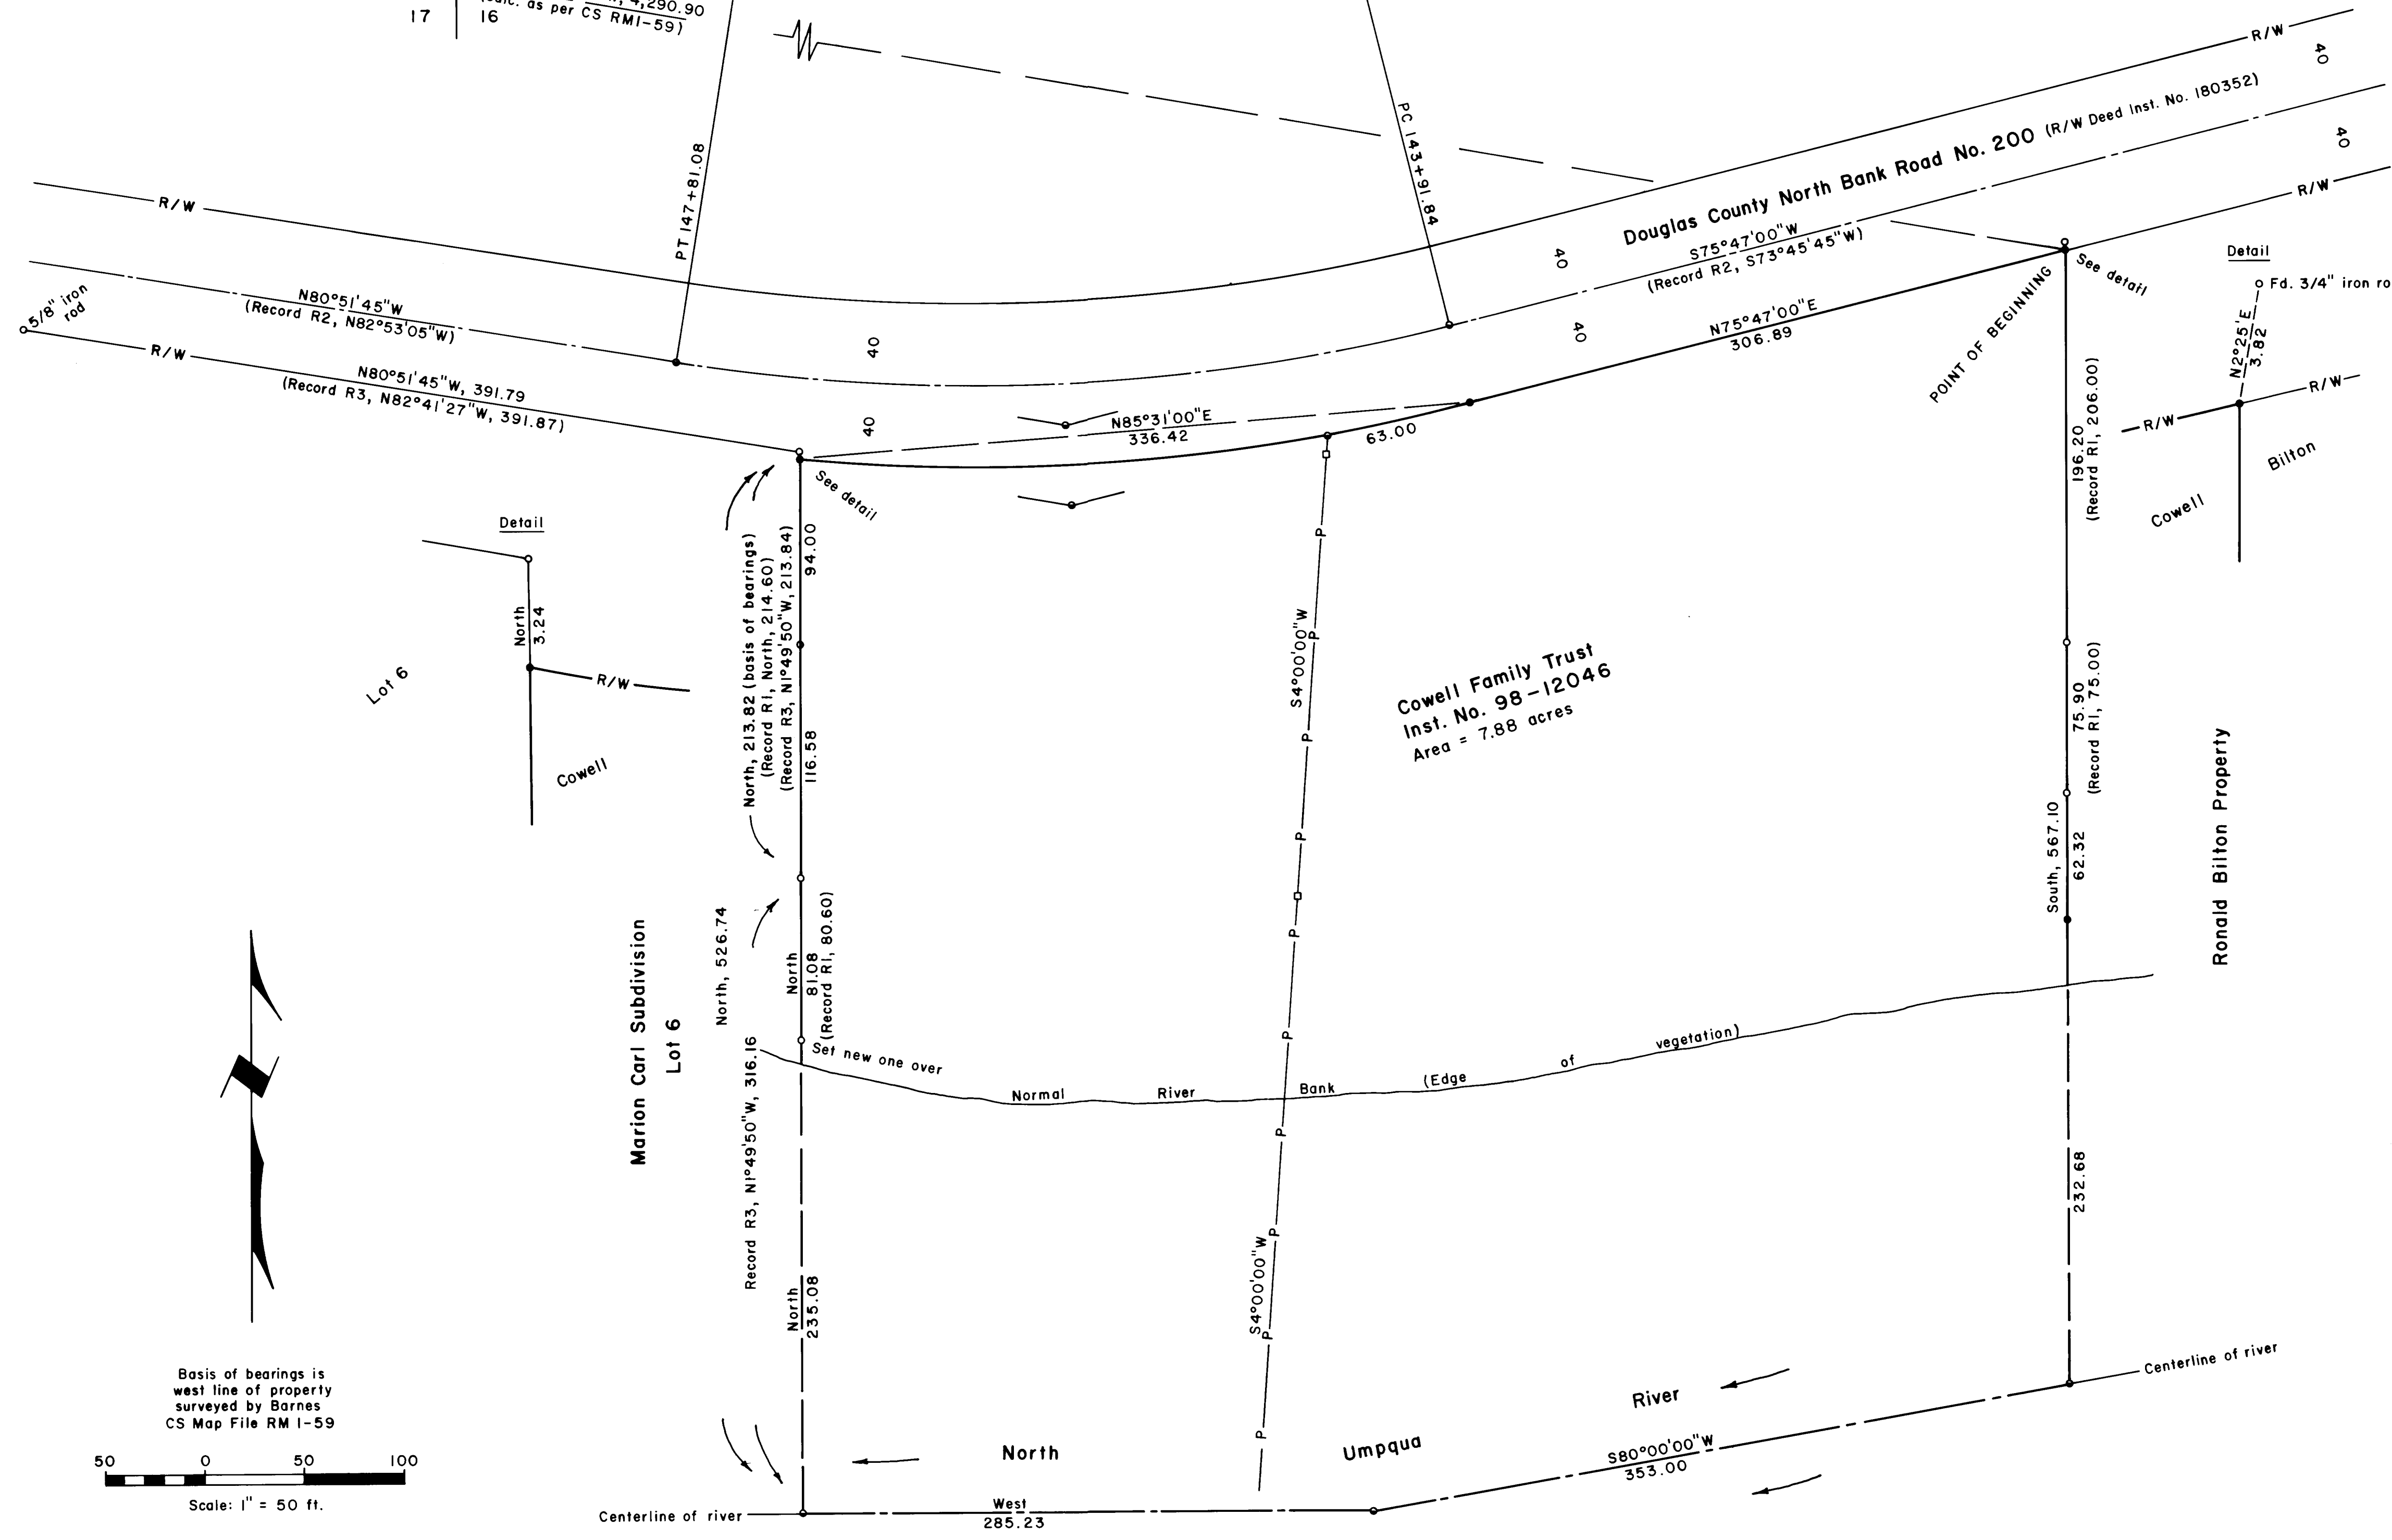 4,290.90
as per CS RM1-59)
17
16
PT 147+81.08
PC 143+91.84
R/W
40
R/W
40
R/W
Douglas County North Bank Road No. 200 (R/W Deed Inst. No. 180352)
S75°47'00"W
(Record R2, S73°45'45"W)
40
40
N75°47'00"E
306.89
POINT OF BEGINNING
See detail
Detail
Fd. 3/4" iron ro
N2°25'E
3.82
R/W
R/W
Bilton
Cowell
R/W
N80°51'45"W
(Record R2, N82°53'05"W)
5/8" iron
rod
R/W
N80°51'45"W, 391.79
(Record R3, N82°41'27"W, 391.87)
40
40
N85°31'00"E
336.42
63.00
See detail
Detail
North
3.24
R/W
Lot 6
Cowell
North, 213.82 (basis of bearings)
(Record R1, North, 214.60)
(Record R3, N1°49'50"W, 213.84)
94.00
116.58
P
S4°00'00"W
P
P
P
P
P
P
S4°00'00"W
P
P
P
Cowell Family Trust
Inst. No. 98-12046
Area = 7.88 acres
196.20
(Record R1, 206.00)
75.90
(Record R1, 75.00)
South, 567.10
62.32
232.68
Ronald Bilton Property
Marion Carl Subdivision
Lot 6
North, 526.74
Record R3, N1°49'50"W, 316.16
North
81.08
(Record R1, 80.60)
Set new one over
Normal River Bank (Edge of vegetation)
North
235.08
Basis of bearings is
west line of property
surveyed by Barnes
CS Map File RM 1-59
50 0 50 100
Scale: 1" = 50 ft.
North Umpqua River
Centerline of river
S80°00'00"W
353.00
Centerline of river
West
285.23